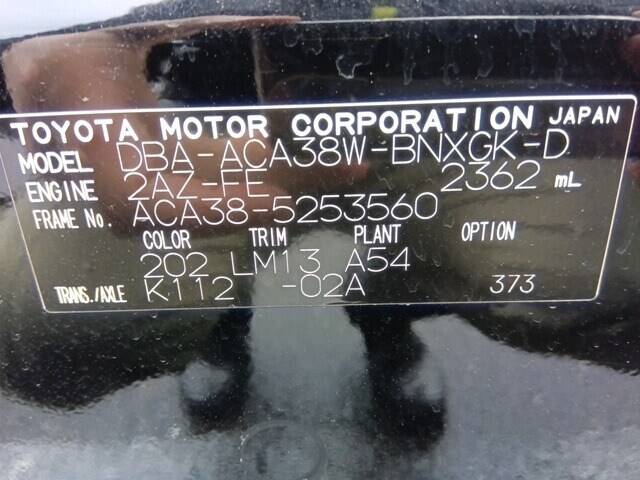 TOYOTA MOTOR CORPORATION JAPAN
MODEL DBA-ACA38W-BNXGK-D
ENGINE 2AZ-FE 2362 mL
FRAME No. ACA38-5253560
COLOR TRIM PLANT OPTION
202 LM13 A54
TRANS./AXLE K112 -02A 373